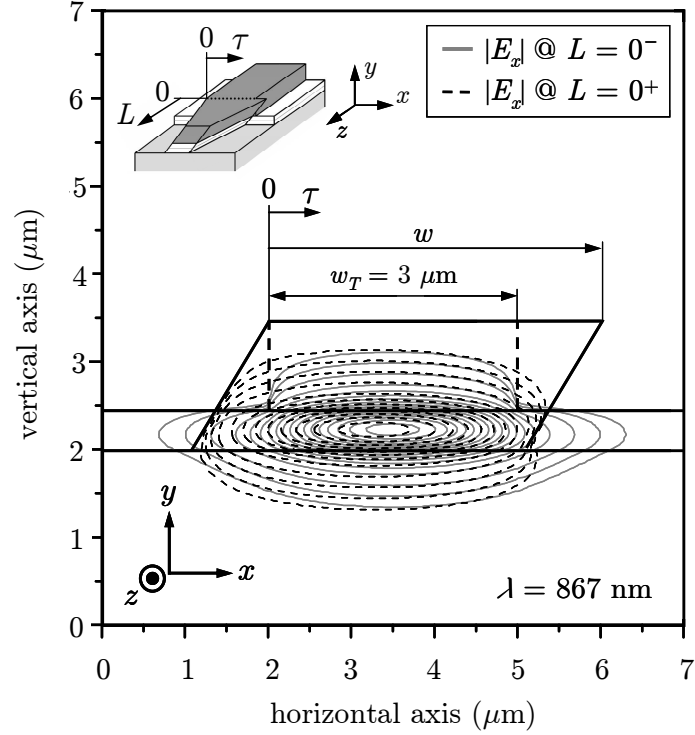 7
6
5
4
3
2
1
0
vertical axis (μm)
0 τ
0
L
y
x
z
|Eₓ| @ L = 0⁻
|Eₓ| @ L = 0⁺
0 τ
w
w_T = 3 μm
y
x
z
λ = 867 nm
0 1 2 3 4 5 6 7
horizontal axis (μm)